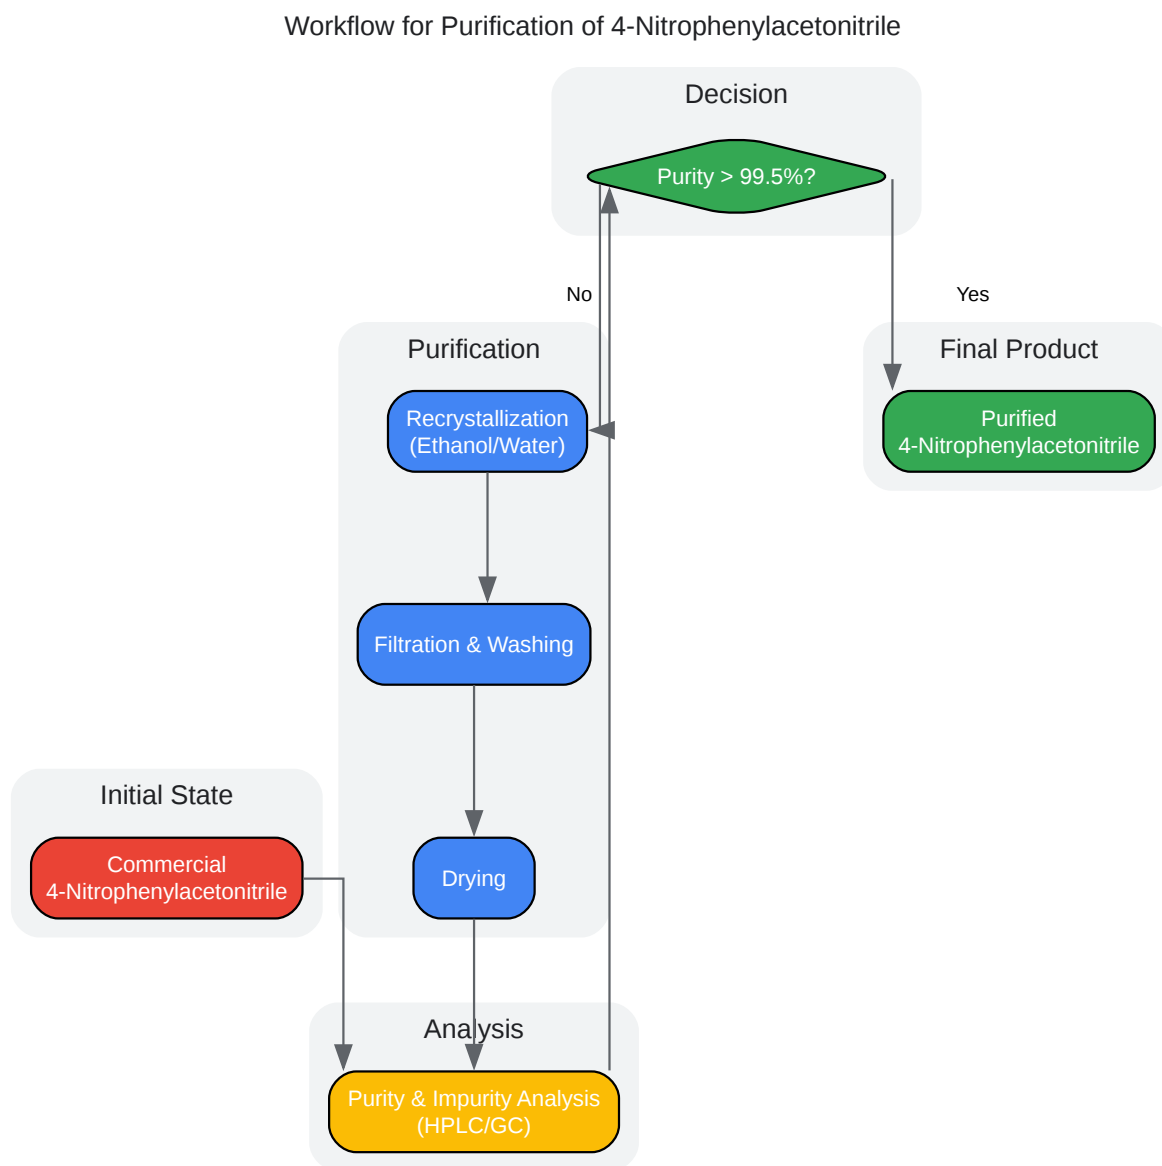 Workflow for Purification of 4-Nitrophenylacetonitrile
Decision
Purity > 99.5%?
No
Yes
Purification
Final Product
Recrystallization
(Ethanol/Water)
Purified
4-Nitrophenylacetonitrile
Filtration & Washing
Initial State
Commercial
4-Nitrophenylacetonitrile
Drying
Analysis
Purity & Impurity Analysis
(HPLC/GC)